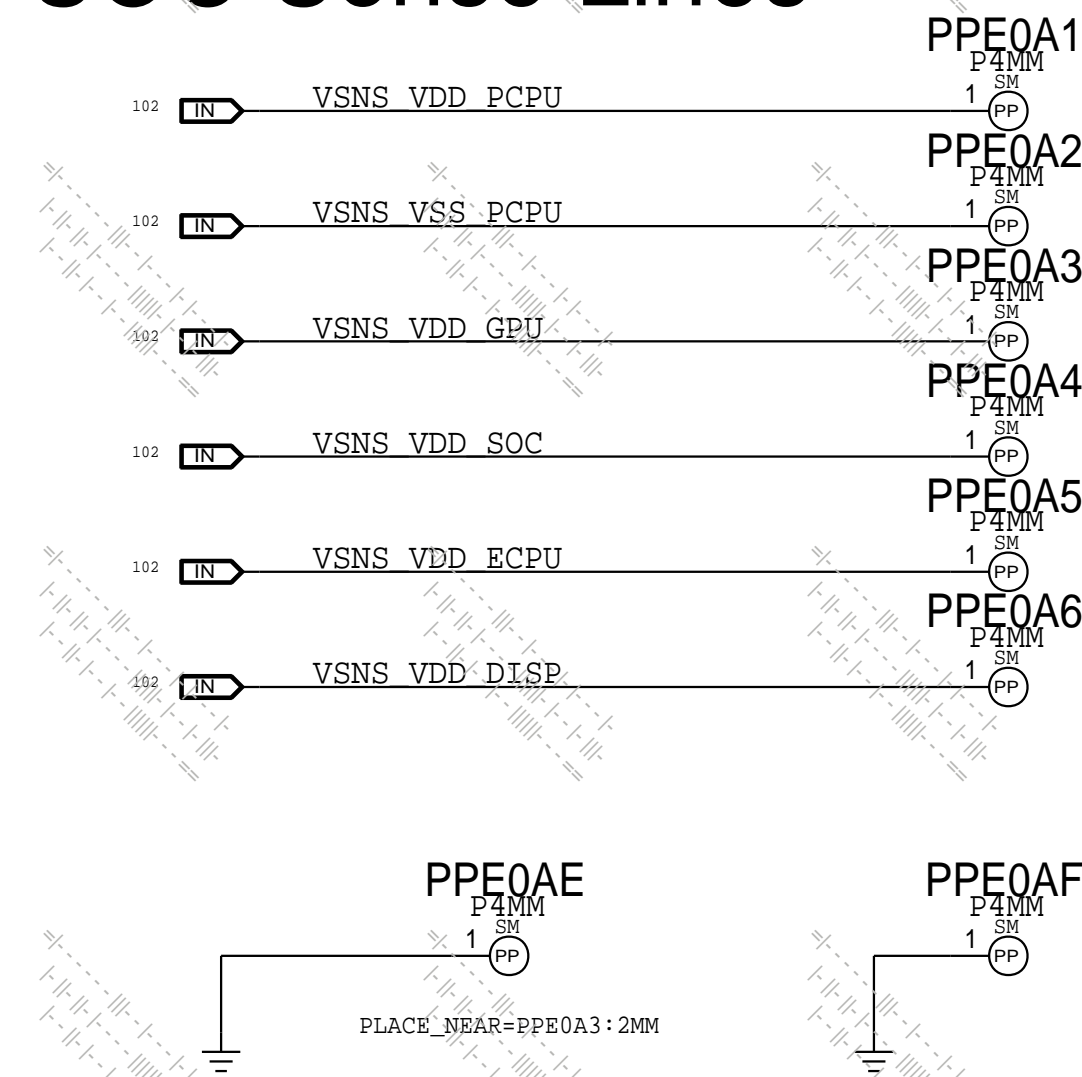 SOC Sense Lines
PPE0A1
P4MM
SM
102 IN VSNS_VDD_PCPU 1 PP
PPE0A2
P4MM
SM
102 IN VSNS_VSS_PCPU 1 PP
PPE0A3
P4MM
SM
102 IN VSNS_VDD_GPU 1 PP
PPE0A4
P4MM
SM
102 IN VSNS_VDD_SOC 1 PP
PPE0A5
P4MM
SM
102 IN VSNS_VDD_ECPU 1 PP
PPE0A6
P4MM
SM
102 IN VSNS_VDD_DISP 1 PP
PPE0AE
P4MM
SM
1 PP
PLACE_NEAR=PPE0A3:2MM
PPE0AF
P4MM
SM
1 PP